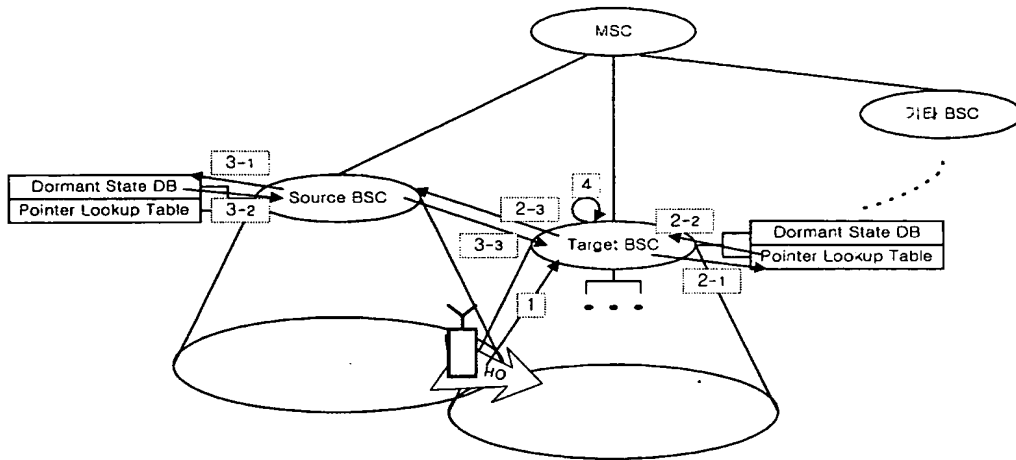 MSC
기타 BSC
3-1
Dormant State DB
Pointer Lookup Table
3-2
Source BSC
4
2-3
3-3
Target BSC
2-2
Dormant State DB
Pointer Lookup Table
2-1
1
HO